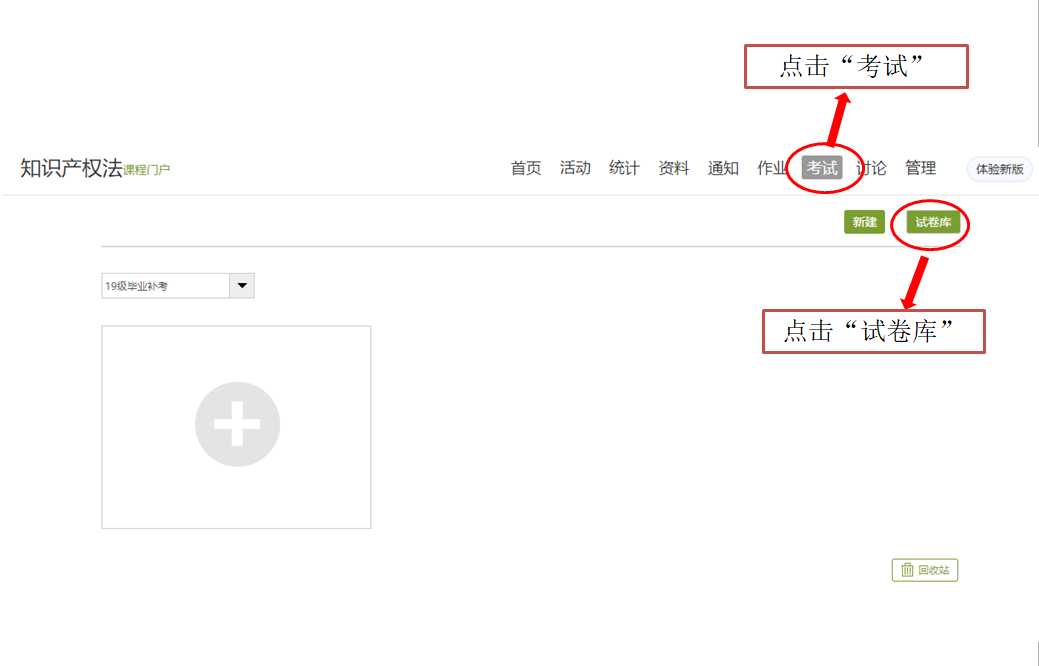 点击“考试”
知识产权法课程门户
首页 活动 统计 资料 通知 作业 考试 讨论 管理 体验新版
新建 试卷库
19级毕业补考
点击“试卷库”
回收站